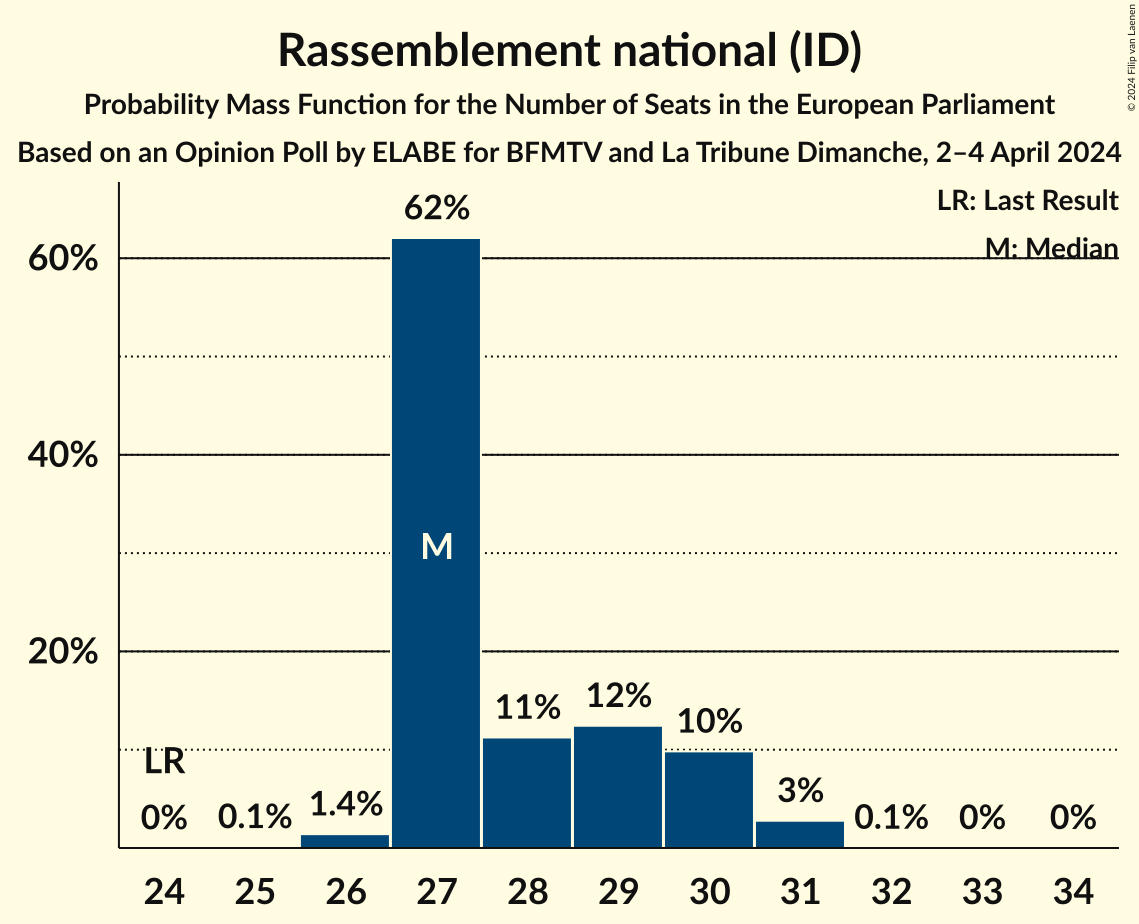 Rassemblement national (ID)
Probability Mass Function for the Number of Seats in the European Parliament
Based on an Opinion Poll by ELABE for BFMTV and La Tribune Dimanche, 2–4 April 2024
© 2024 Filip van Laenen
LR: Last Result
M: Median
62%
60%
40%
M
20%
11%
12%
10%
LR
0%
0.1%
1.4%
3%
0.1%
0%
0%
24 25 26 27 28 29 30 31 32 33 34